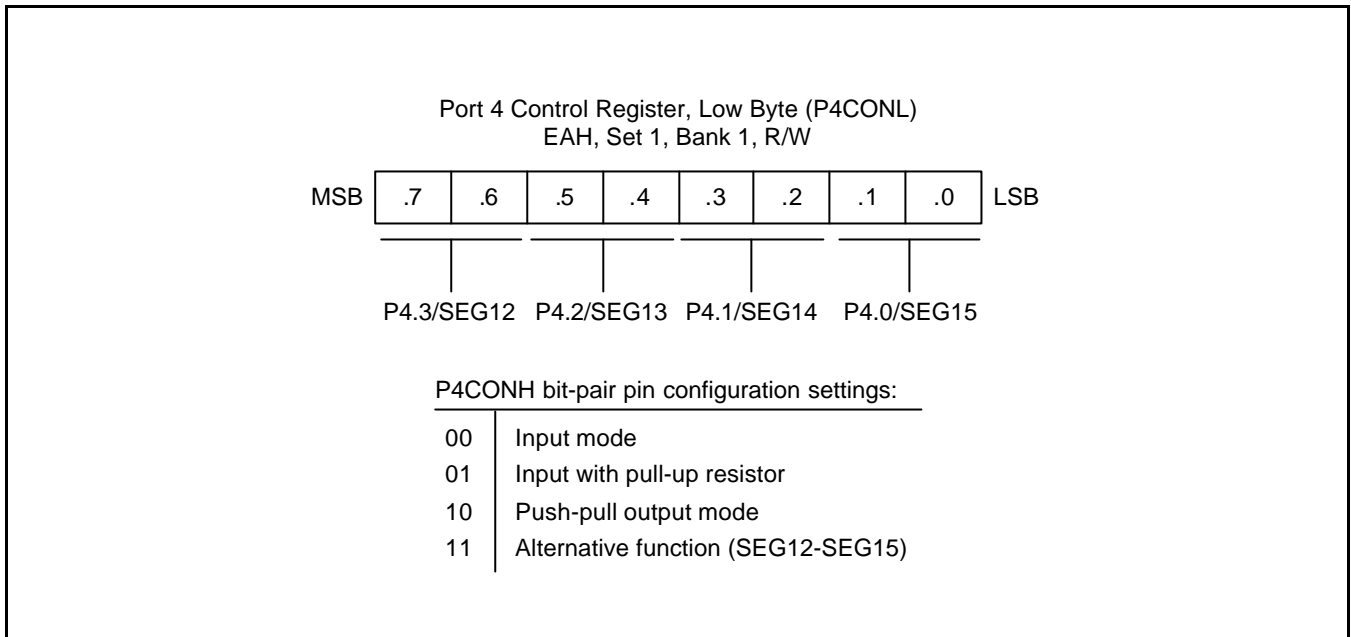 Port 4 Control Register, Low Byte (P4CONL)
EAH, Set 1, Bank 1, R/W
MSB .7 .6 .5 .4 .3 .2 .1 .0 LSB
P4.3/SEG12 P4.2/SEG13 P4.1/SEG14 P4.0/SEG15
P4CONH bit-pair pin configuration settings:
00 Input mode
01 Input with pull-up resistor
10 Push-pull output mode
11 Alternative function (SEG12-SEG15)